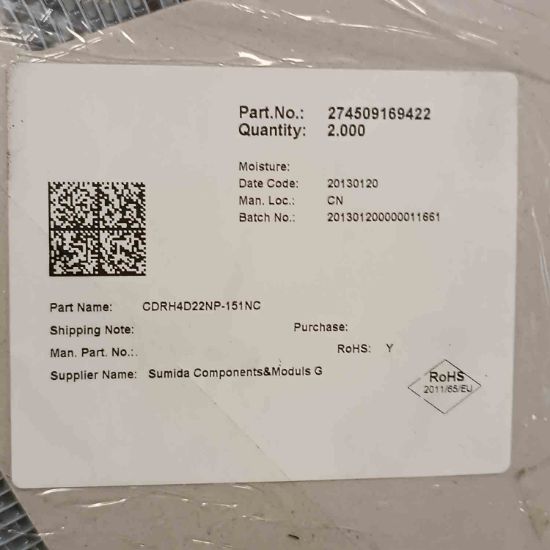 Part.No.: 274509169422
Quantity: 2.000
Moisture:
Date Code: 20130120
Man. Loc.: CN
Batch No.: 201301200000011661
Part Name: CDRH4D22NP-151NC
Shipping Note: Purchase:
Man. Part. No.:. RoHS: Y
Supplier Name: Sumida Components&Moduls G
RoHS
2011/65/EU